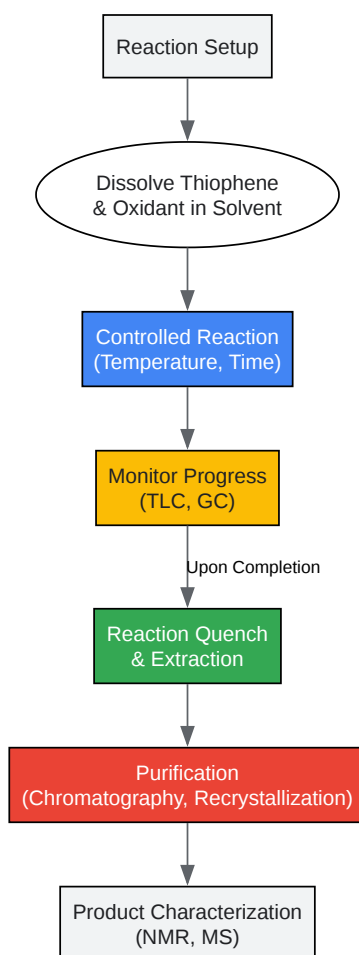 Reaction Setup
Dissolve Thiophene
& Oxidant in Solvent
Controlled Reaction
(Temperature, Time)
Monitor Progress
(TLC, GC)
Upon Completion
Reaction Quench
& Extraction
Purification
(Chromatography, Recrystallization)
Product Characterization
(NMR, MS)